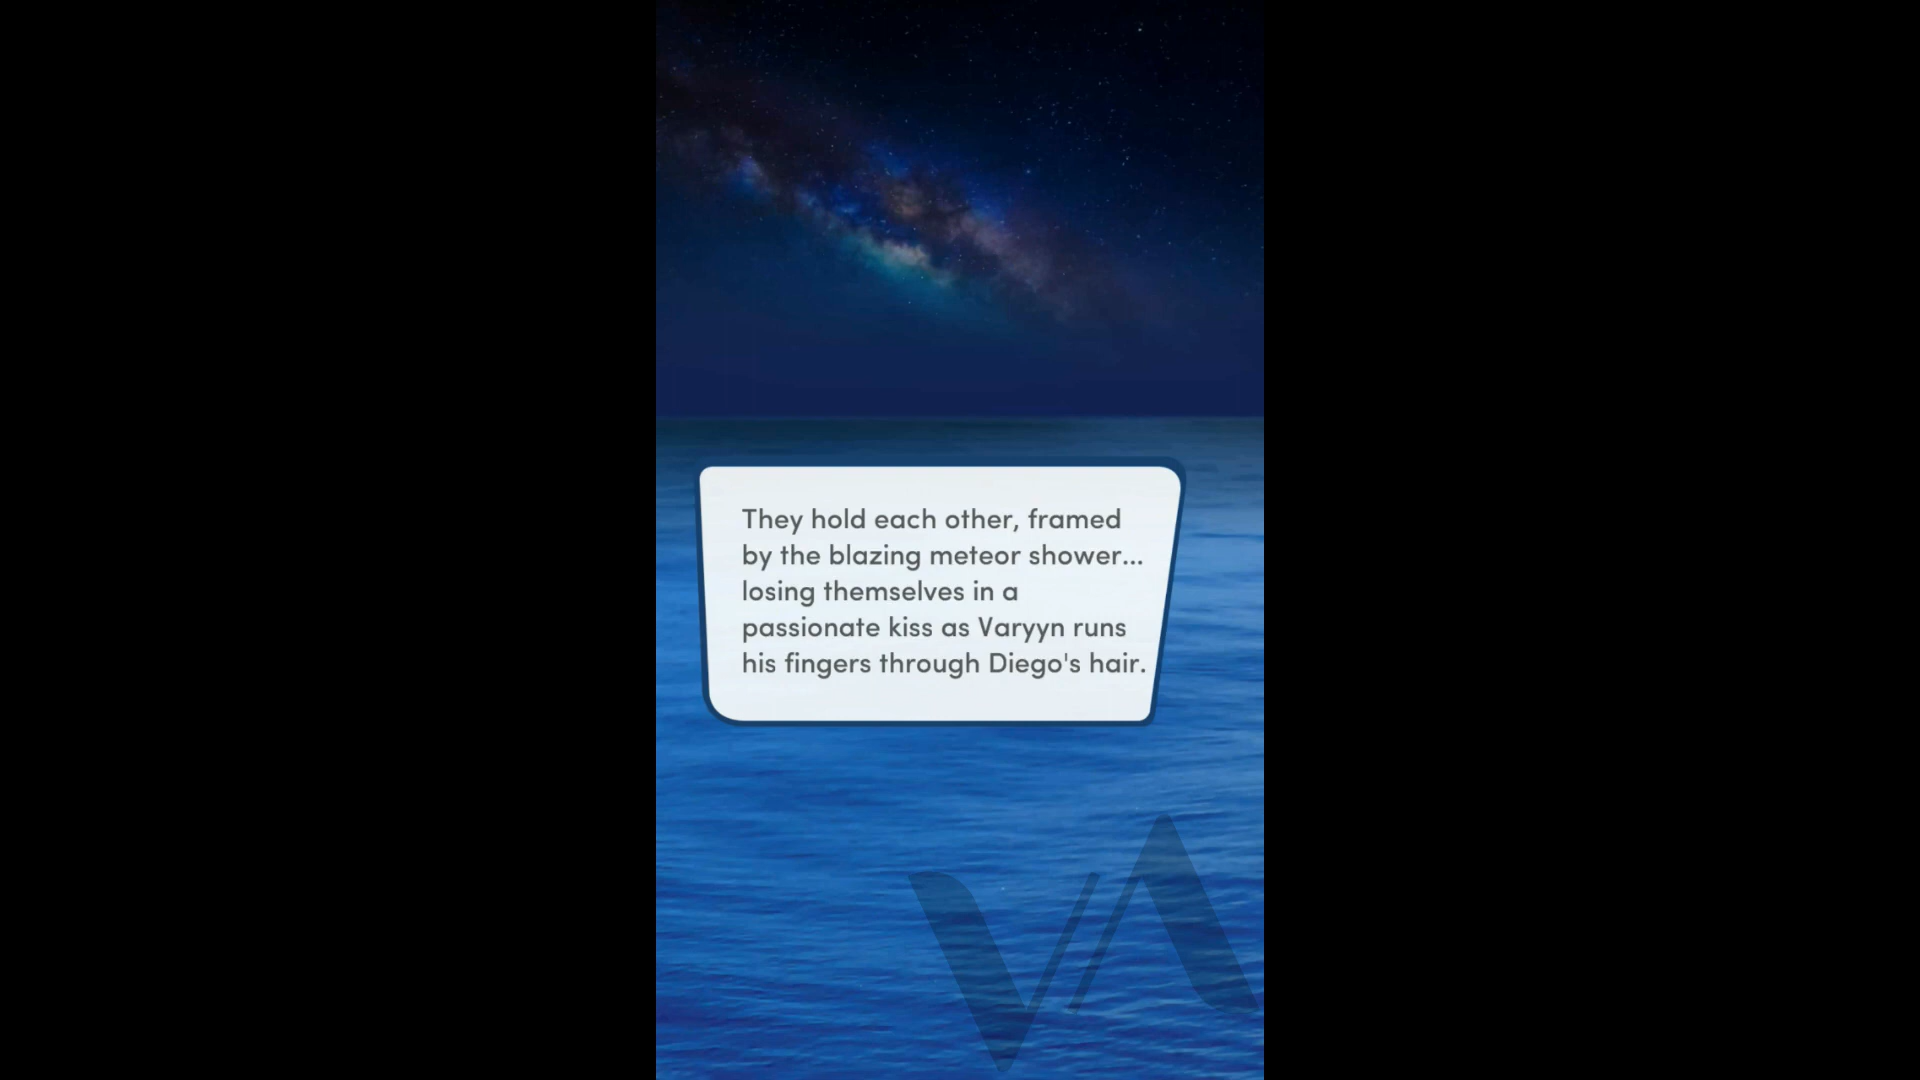 They hold each other, framed
by the blazing meteor shower...
losing themselves in a
passionate kiss as Varyyn runs
his fingers through Diego's hair.
VA